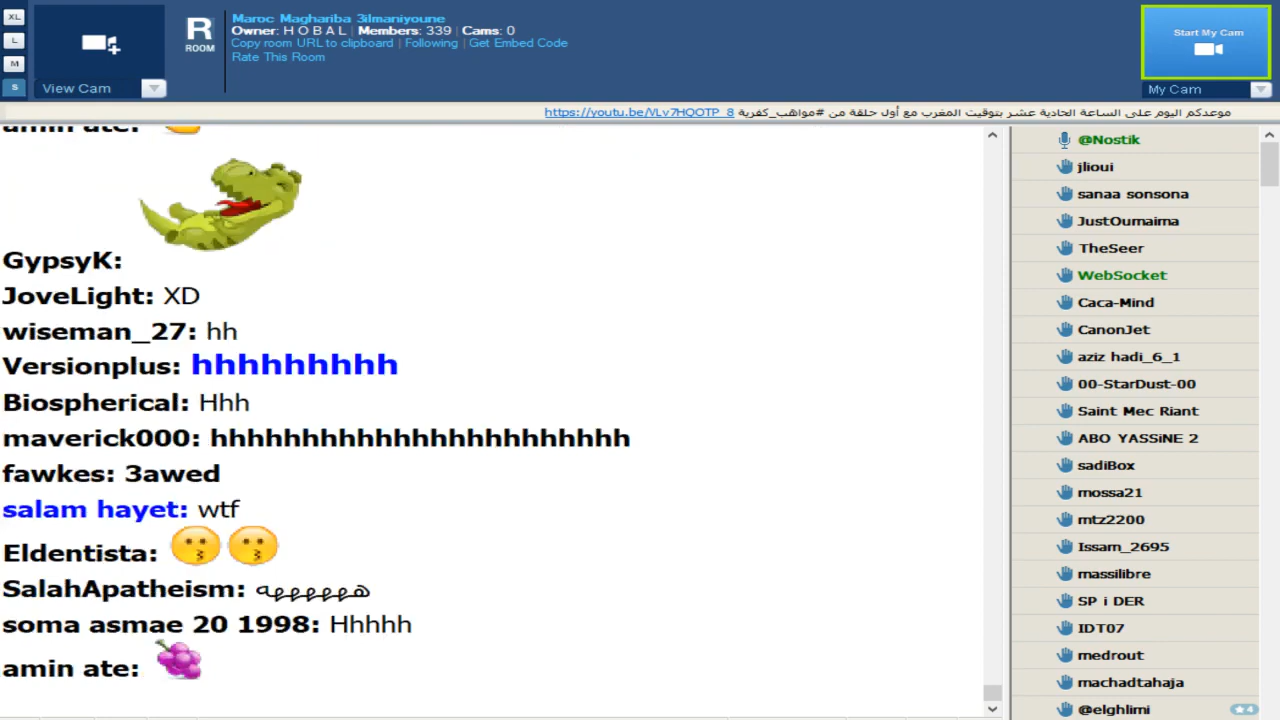 XL
L
M
S
View Cam
R
ROOM
Maroc Maghariba 3ilmaniyoune
Owner: H O B A L | Members: 339 | Cams: 0
Copy room URL to clipboard | Following | Get Embed Code
Rate This Room
Start My Cam
My Cam
موعدكم اليوم على الساعة الحادية عشر بتوقيت المغرب مع أول حلقة من #مواهب_كفرية https://youtu.be/VLv7HQOTP_8
amin ate:
GypsyK:
JoveLight: XD
wiseman_27: hh
Versionplus: hhhhhhhhhh
Biospherical: Hhh
maverick000: hhhhhhhhhhhhhhhhhhhhhhh
fawkes: 3awed
salam hayet: wtf
Eldentista:
SalahApatheism: هههههههه
soma asmae 20 1998: Hhhhh
amin ate:
@Nostik
jlioui
sanaa sonsona
JustOumaima
TheSeer
WebSocket
Caca-Mind
CanonJet
aziz hadi_6_1
00-StarDust-00
Saint Mec Riant
ABO YASSiNE 2
sadiBox
mossa21
mtz2200
Issam_2695
massilibre
SP i DER
IDT07
medrout
machadtahaja
@elghlimi
★4